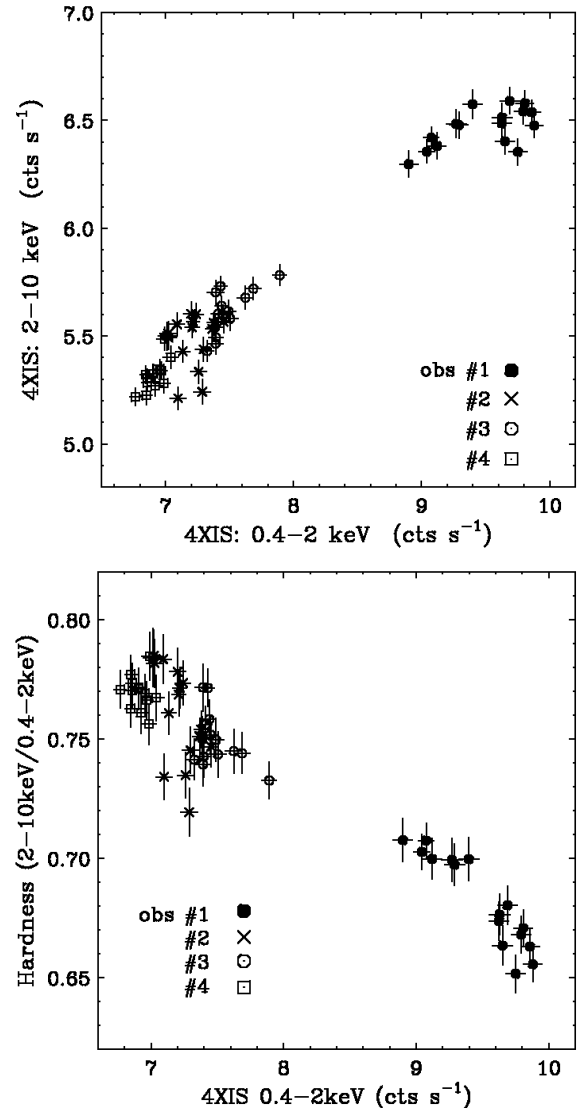 7.0
6.5
6.0
5.5
5.0
4XIS: 2−10 keV (cts s⁻¹)
obs #1
#2
#3
#4
7 8 9 10
4XIS: 0.4−2 keV (cts s⁻¹)
0.80
0.75
0.70
0.65
Hardness (2−10keV/0.4−2keV)
obs #1
#2
#3
#4
7 8 9 10
4XIS 0.4−2keV (cts s⁻¹)